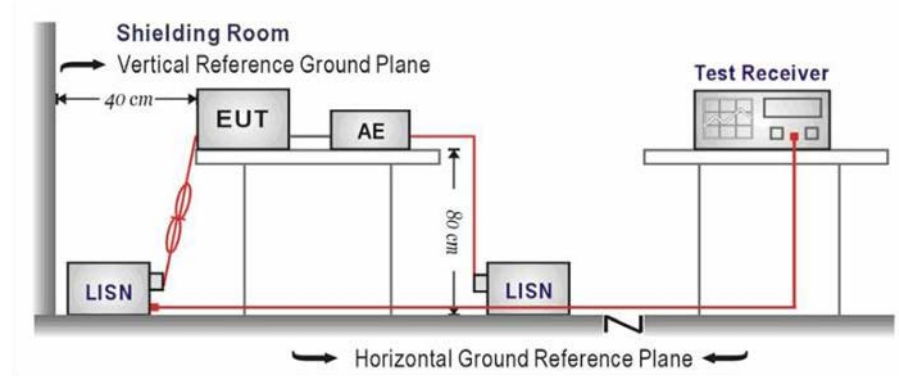 Shielding Room
Vertical Reference Ground Plane
40 cm
EUT
AE
Test Receiver
80 cm
LISN
LISN
Horizontal Ground Reference Plane